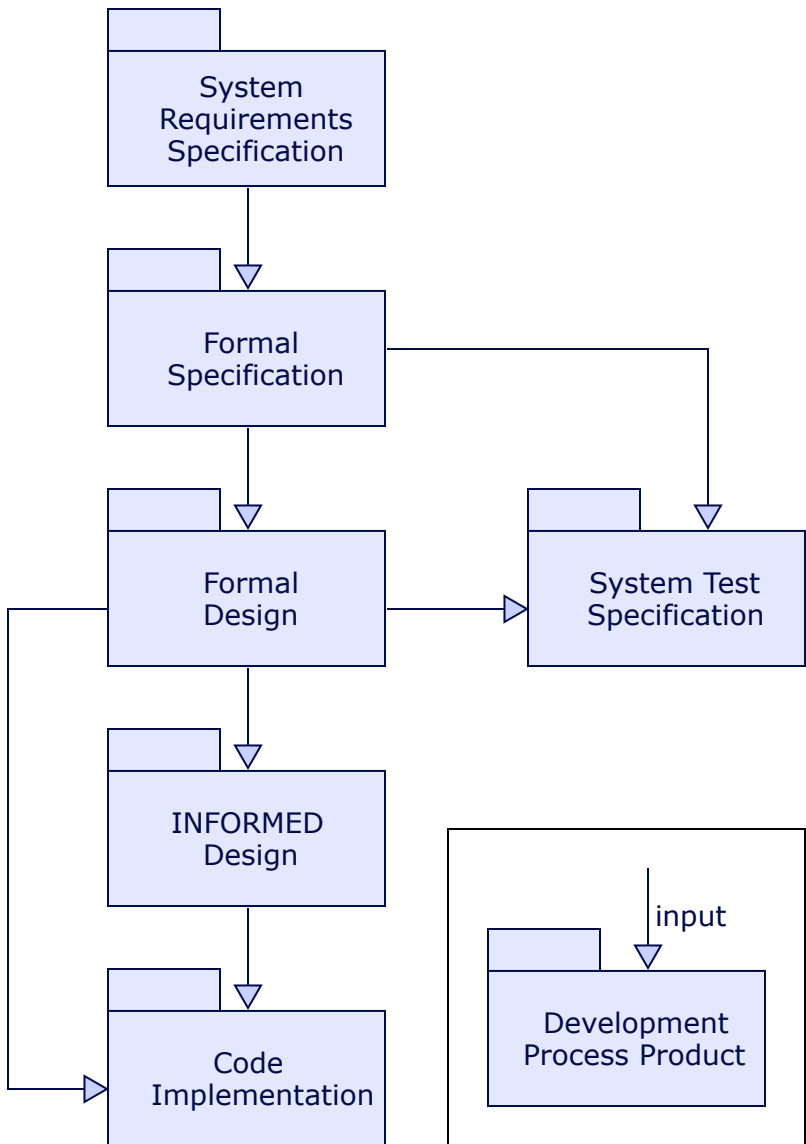 System
Requirements
Specification
Formal
Specification
Formal
Design
System Test
Specification
INFORMED
Design
input
Development
Process Product
Code
Implementation